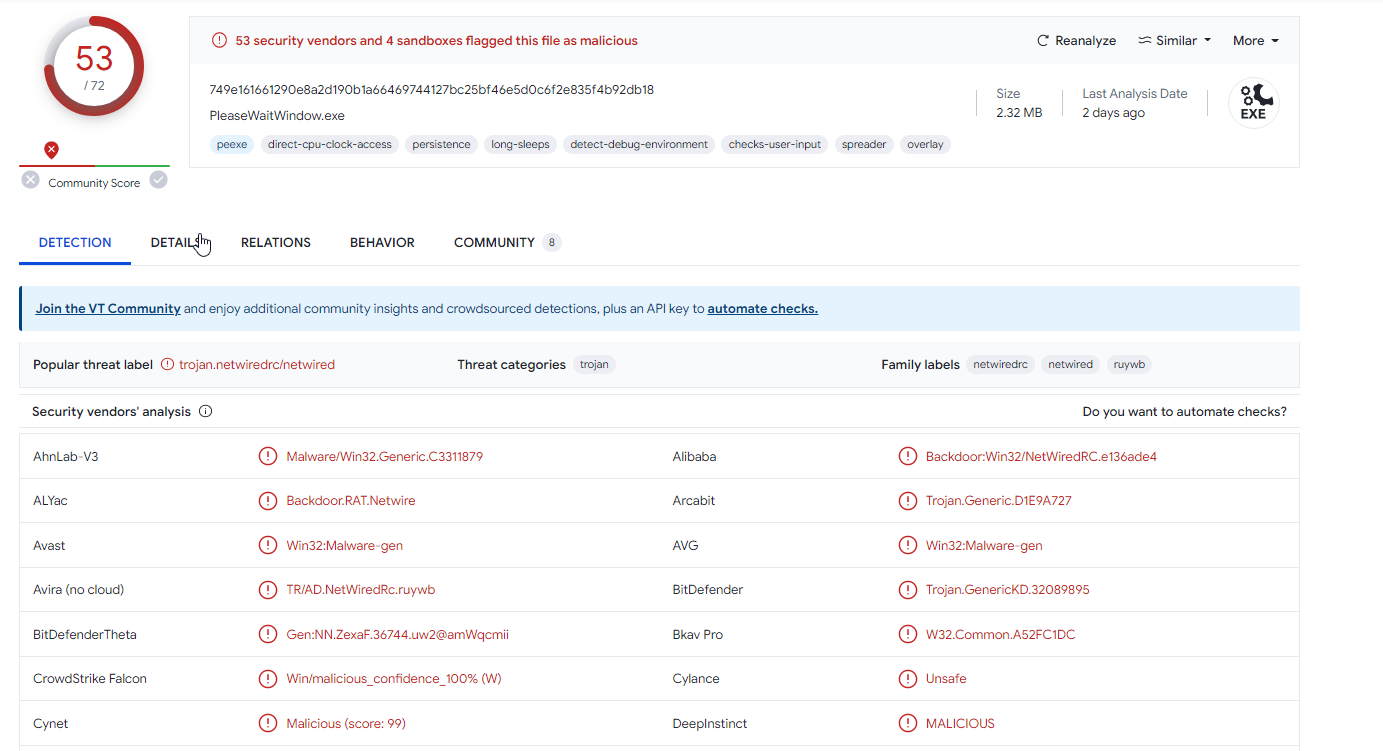 53
/ 72
Community Score
53 security vendors and 4 sandboxes flagged this file as malicious
Reanalyze Similar More
749e161661290e8a2d190b1a66469744127bc25bf46e5d0c6f2e835f4b92db18
PleaseWaitWindow.exe
peexe direct-cpu-clock-access persistence long-sleeps detect-debug-environment checks-user-input spreader overlay
Size
2.32 MB
Last Analysis Date
2 days ago
EXE
DETECTION DETAILS RELATIONS BEHAVIOR COMMUNITY 8
Join the VT Community and enjoy additional community insights and crowdsourced detections, plus an API key to automate checks.
Popular threat label trojan.netwiredrc/netwired Threat categories trojan Family labels netwiredrc netwired ruywb
Security vendors' analysis Do you want to automate checks?
AhnLab-V3 Malware/Win32.Generic.C3311879 Alibaba Backdoor:Win32/NetWiredRC.e136ade4
ALYac Backdoor.RAT.Netwire Arcabit Trojan.Generic.D1E9A727
Avast Win32:Malware-gen AVG Win32:Malware-gen
Avira (no cloud) TR/AD.NetWiredRc.ruywb BitDefender Trojan.GenericKD.32089895
BitDefenderTheta Gen:NN.ZexaF.36744.uw2@amWqcmii Bkav Pro W32.Common.A52FC1DC
CrowdStrike Falcon Win/malicious_confidence_100% (W) Cylance Unsafe
Cynet Malicious (score: 99) DeepInstinct MALICIOUS